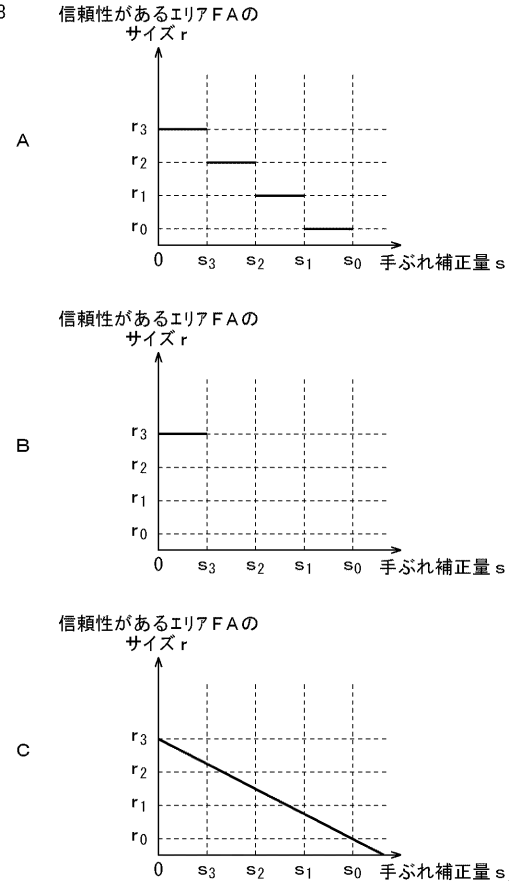 信頼性があるエリアFAの
サイズ r
A
r3
r2
r1
r0
0 s3 s2 s1 s0 手ぶれ補正量 s
信頼性があるエリアFAの
サイズ r
B
r3
r2
r1
r0
0 s3 s2 s1 s0 手ぶれ補正量 s
信頼性があるエリアFAの
サイズ r
C
r3
r2
r1
r0
0 s3 s2 s1 s0 手ぶれ補正量 s